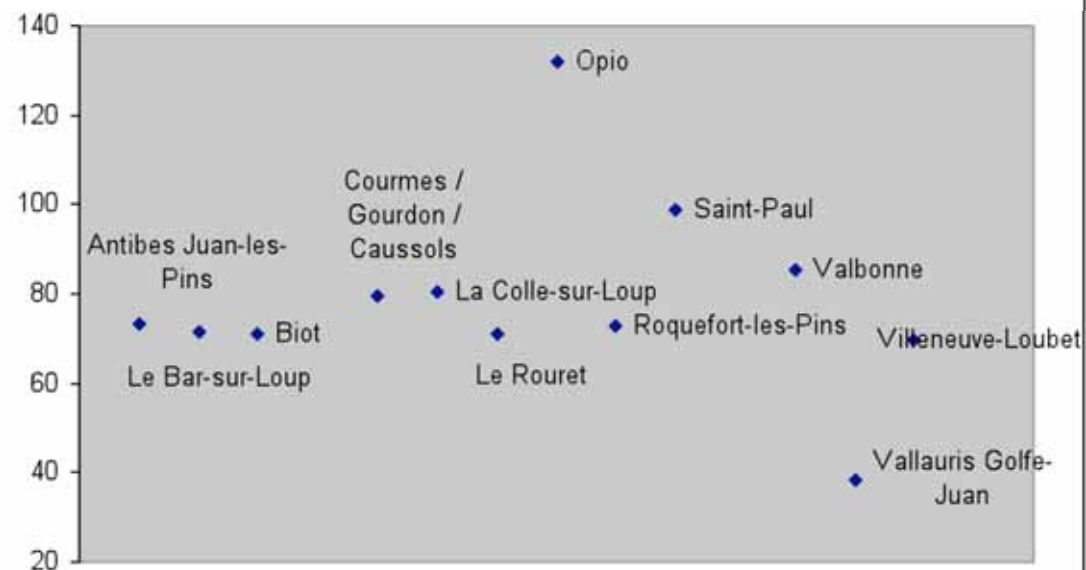 140
Opio
120
Courmes /
Gourdon /
Caussols
100
Saint-Paul
Antibes Juan-les-
Pins
Valbonne
80
La Colle-sur-Loup
Roquefort-les-Pins
Biot
Villeneuve-Loubet
Le Bar-sur-Loup
Le Rouret
60
Vallauris Golfe-
Juan
40
20